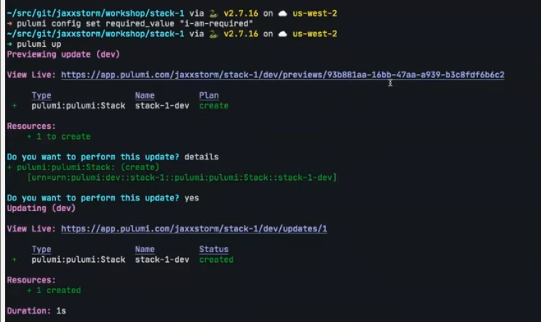 ~/src/git/jaxxstorm/workshop/stack-1 via 🐍 v2.7.16 on ☁️ us-west-2
➜ pulumi config set required_value "i-am-required"
~/src/git/jaxxstorm/workshop/stack-1 via 🐍 v2.7.16 on ☁️ us-west-2
➜ pulumi up
Previewing update (dev)
View Live: https://app.pulumi.com/jaxxstorm/stack-1/dev/previews/93b881aa-16bb-47aa-a939-b3c8fdf6b6c2
Type Name Plan
+ pulumi:pulumi:Stack stack-1-dev create
Resources:
+ 1 to create
Do you want to perform this update? details
+ pulumi:pulumi:Stack: (create)
[urn=urn:pulumi:dev::stack-1::pulumi:pulumi:Stack::stack-1-dev]
Do you want to perform this update? yes
Updating (dev)
View Live: https://app.pulumi.com/jaxxstorm/stack-1/dev/updates/1
Type Name Status
+ pulumi:pulumi:Stack stack-1-dev created
Resources:
+ 1 created
Duration: 1s